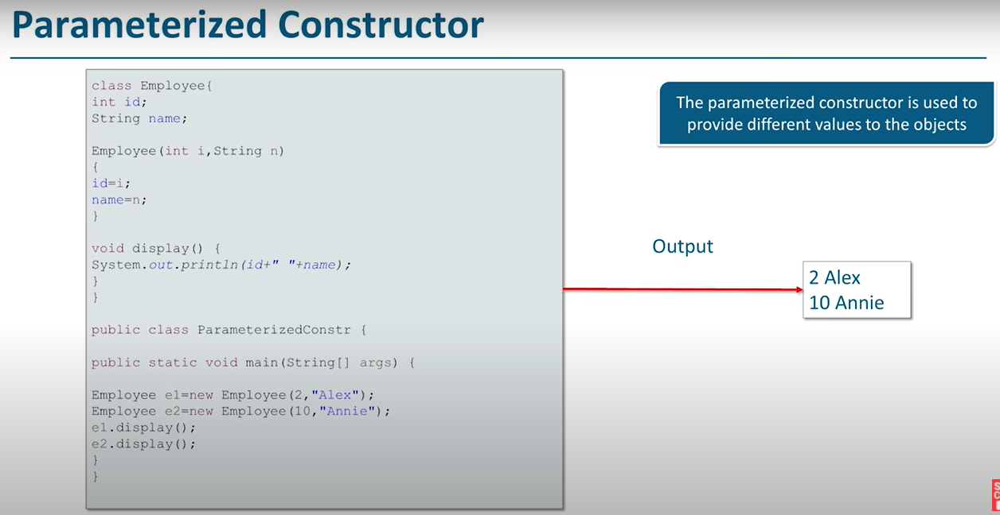 Parameterized Constructor
class Employee{
int id;
String name;
Employee(int i,String n)
{
id=i;
name=n;
}
void display() {
System.out.println(id+" "+name);
}
}
public class ParameterizedConstr {
public static void main(String[] args) {
Employee e1=new Employee(2,"Alex");
Employee e2=new Employee(10,"Annie");
e1.display();
e2.display();
}
}
The parameterized constructor is used to
provide different values to the objects
Output
2 Alex
10 Annie